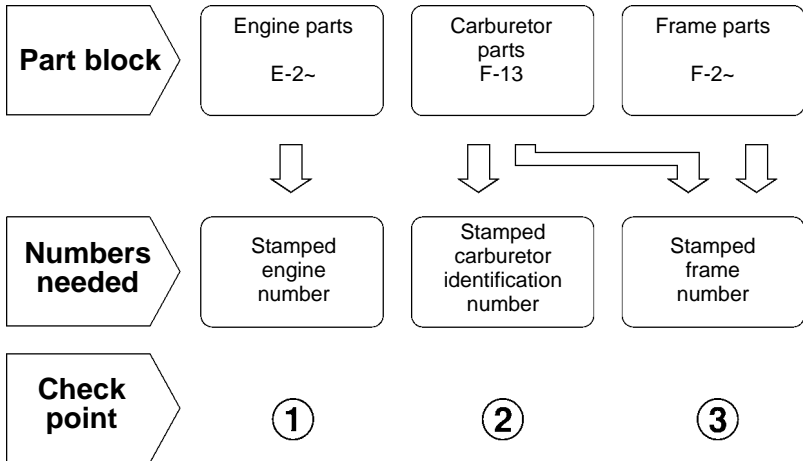 Part block
Engine parts
E-2~
Carburetor
parts
F-13
Frame parts
F-2~
Numbers
needed
Stamped
engine
number
Stamped
carburetor
identification
number
Stamped
frame
number
Check
point
①
②
③